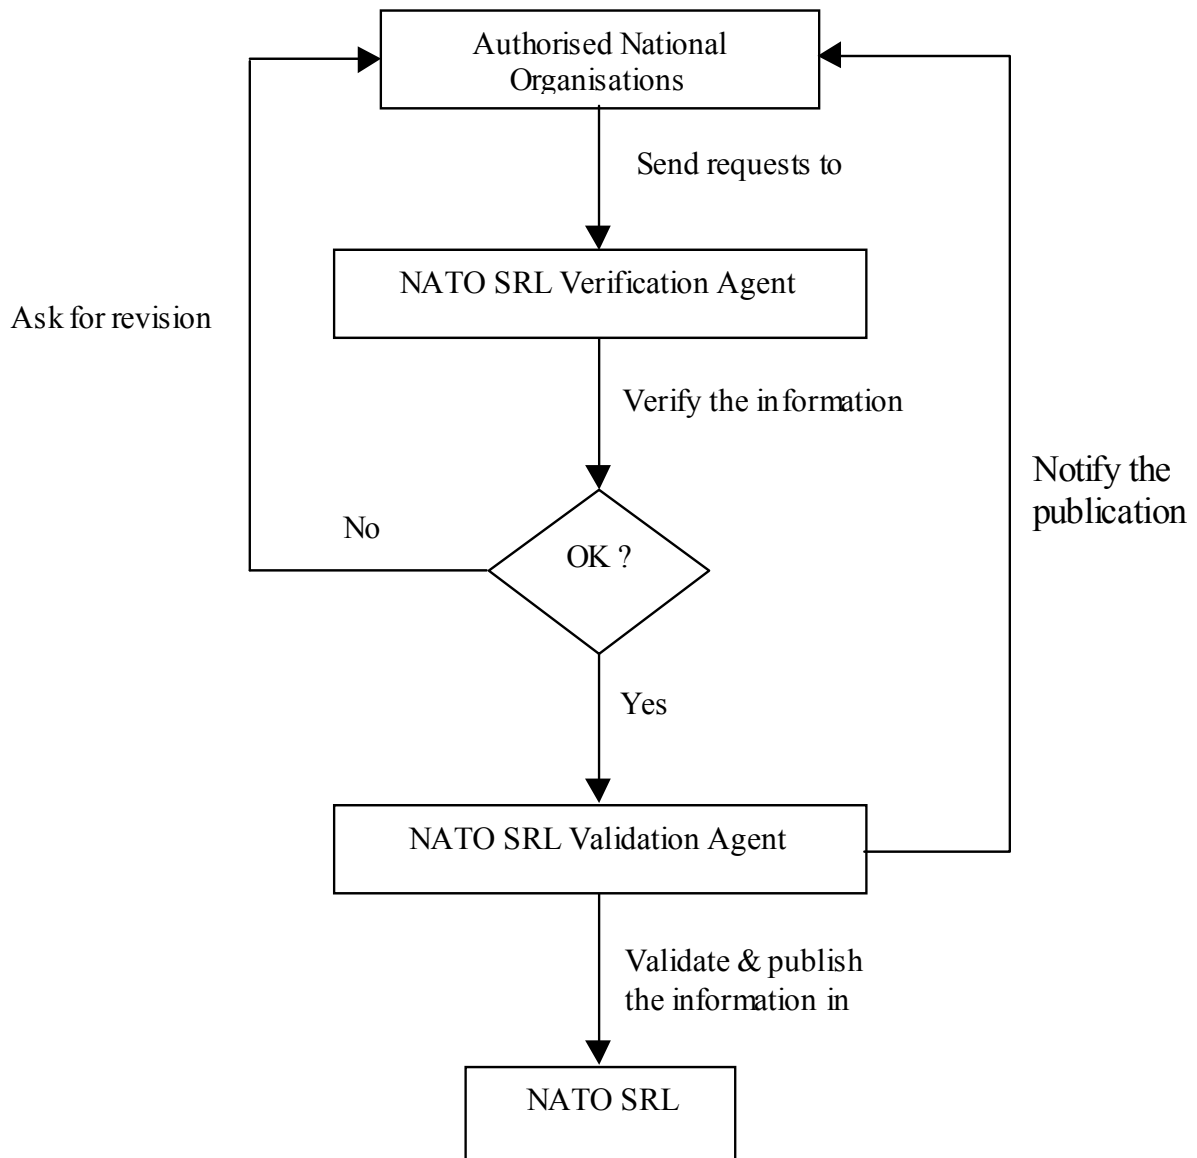 Authorised National
Organisations
Send requests to
NATO SRL Verification Agent
Ask for revision
Verify the information
Notify the
publication
No
OK ?
Yes
NATO SRL Validation Agent
Validate & publish
the information in
NATO SRL